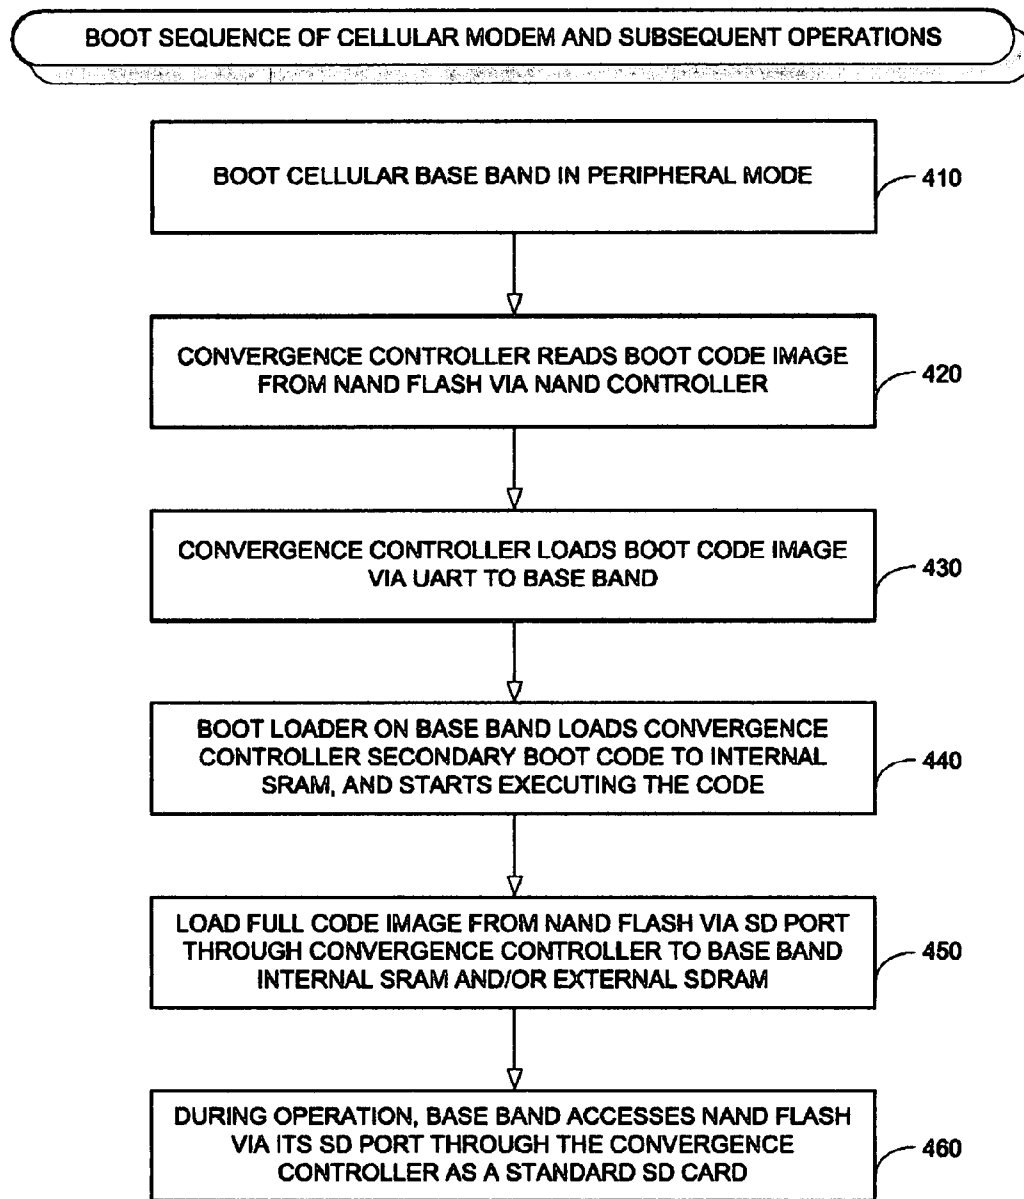 BOOT SEQUENCE OF CELLULAR MODEM AND SUBSEQUENT OPERATIONS
BOOT CELLULAR BASE BAND IN PERIPHERAL MODE
410
CONVERGENCE CONTROLLER READS BOOT CODE IMAGE
FROM NAND FLASH VIA NAND CONTROLLER
420
CONVERGENCE CONTROLLER LOADS BOOT CODE IMAGE
VIA UART TO BASE BAND
430
BOOT LOADER ON BASE BAND LOADS CONVERGENCE
CONTROLLER SECONDARY BOOT CODE TO INTERNAL
SRAM, AND STARTS EXECUTING THE CODE
440
LOAD FULL CODE IMAGE FROM NAND FLASH VIA SD PORT
THROUGH CONVERGENCE CONTROLLER TO BASE BAND
INTERNAL SRAM AND/OR EXTERNAL SDRAM
450
DURING OPERATION, BASE BAND ACCESSES NAND FLASH
VIA ITS SD PORT THROUGH THE CONVERGENCE
CONTROLLER AS A STANDARD SD CARD
460